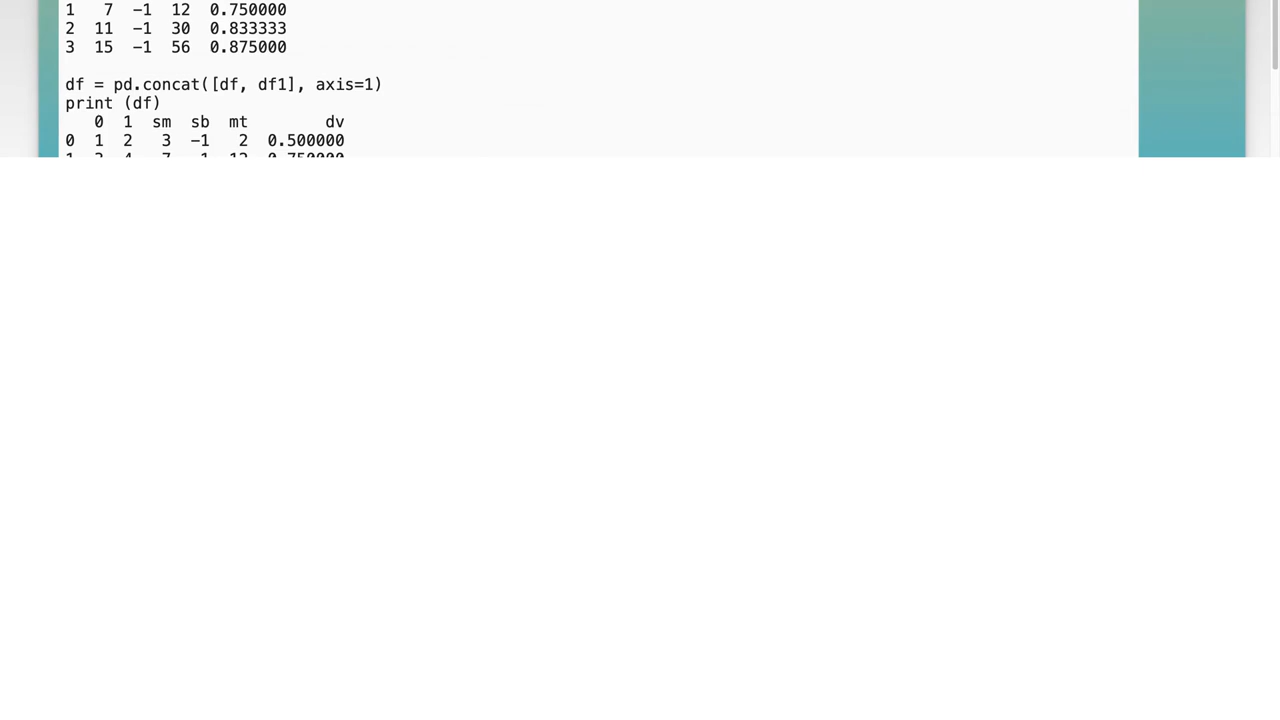 1   7  -1  12  0.750000
2  11  -1  30  0.833333
3  15  -1  56  0.875000
df = pd.concat([df, df1], axis=1)
print (df)
   0  1  sm  sb  mt        dv
0  1  2   3  -1   2  0.500000